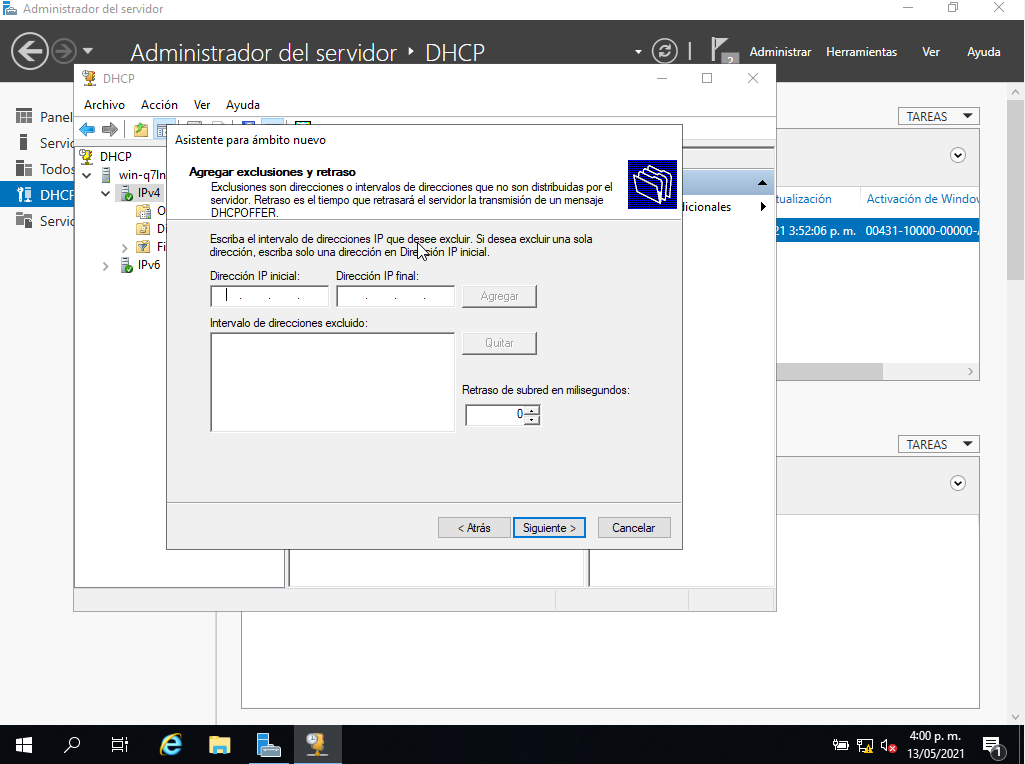 Administrador del servidor
Administrador del servidor ‣ DHCP
2
Administrar Herramientas Ver Ayuda
DHCP
Archivo Acción Ver Ayuda
Panel
Todos
DHCP
DHCP
IPv4
IPv6
Asistente para ámbito nuevo
Agregar exclusiones y retraso
Exclusiones son direcciones o intervalos de direcciones que no son distribuidas por el
servidor. Retraso es el tiempo que retrasará el servidor la transmisión de un mensaje
DHCPOFFER.
Escriba el intervalo de direcciones IP que desee excluir. Si desea excluir una sola
dirección, escriba solo una dirección en Dirección IP inicial.
Dirección IP inicial: Dirección IP final:
Agregar
Intervalo de direcciones excluido:
Quitar
Retraso de subred en milisegundos:
0
< Atrás Siguiente > Cancelar
TAREAS
dicionales
tualización Activación de Window
21 3:52:06 p. m. 00431-10000-00000-
TAREAS
4:00 p. m.
13/05/2021
1